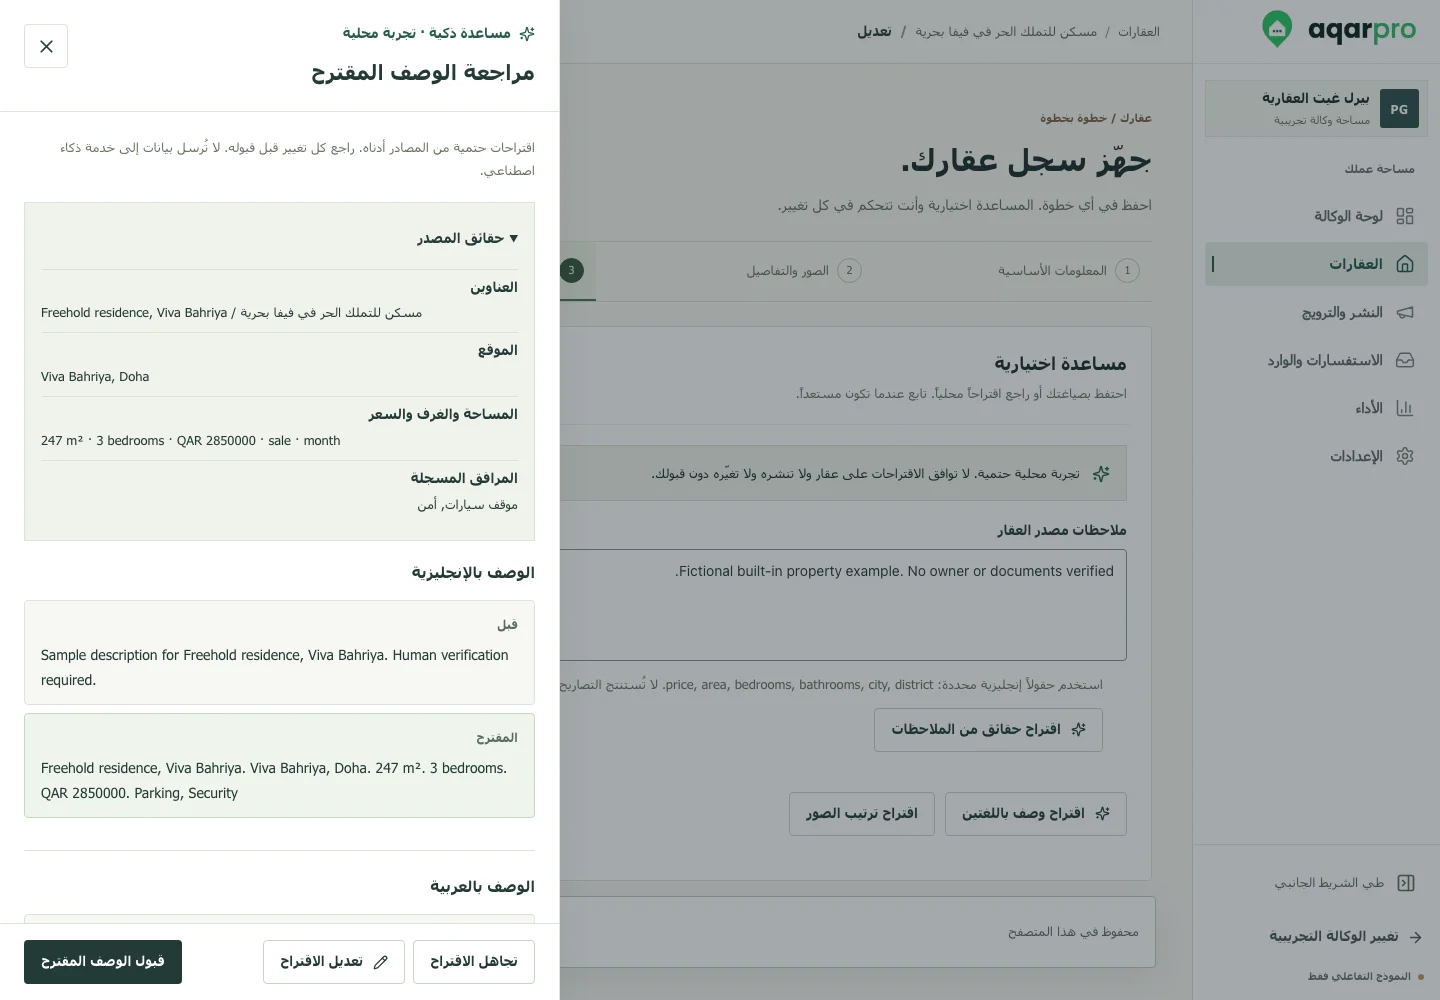 aqarpro
PG
بيرل غيت العقارية
مساحة وكالة تجريبية
مساحة عملك
لوحة الوكالة
العقارات
النشر والترويج
الاستفسارات والوارد
الأداء
الإعدادات
طي الشريط الجانبي
تغيير الوكالة التجريبية
النموذج التفاعلي فقط
العقارات / مسكن للتملك الحر في فيفا بحرية / تعديل
عقارك / خطوة بخطوة
جهّز سجل عقارك.
احفظ في أي خطوة. المساعدة اختيارية وأنت تتحكم في كل تغيير.
1 المعلومات الأساسية
2 الصور والتفاصيل
3
مساعدة اختيارية
احتفظ بصياغتك أو راجع اقتراحاً محلياً. تابع عندما تكون مستعداً.
تجربة محلية حتمية. لا توافق الاقتراحات على عقار ولا تنشره ولا تغيّره دون قبولك.
ملاحظات مصدر العقار
Fictional built-in property example. No owner or documents verified.
استخدم حقولاً إنجليزية محددة: price, area, bedrooms, bathrooms, city, district. لا تُستنتج التصاريح
اقتراح حقائق من الملاحظات
اقتراح وصف باللغتين
اقتراح ترتيب الصور
محفوظ في هذا المتصفح
مساعدة ذكية · تجربة محلية
مراجعة الوصف المقترح
اقتراحات حتمية من المصادر أدناه. راجع كل تغيير قبل قبوله. لا تُرسل بيانات إلى خدمة ذكاء
اصطناعي.
▼ حقائق المصدر
العناوين
Freehold residence, Viva Bahriya / مسكن للتملك الحر في فيفا بحرية
الموقع
Viva Bahriya, Doha
المساحة والغرف والسعر
247 m² · 3 bedrooms · QAR 2850000 · sale · month
المرافق المسجلة
موقف سيارات, أمن
الوصف بالإنجليزية
قبل
Sample description for Freehold residence, Viva Bahriya. Human verification
required.
المقترح
Freehold residence, Viva Bahriya. Viva Bahriya, Doha. 247 m². 3 bedrooms.
QAR 2850000. Parking, Security
الوصف بالعربية
تجاهل الاقتراح
تعديل الاقتراح
قبول الوصف المقترح